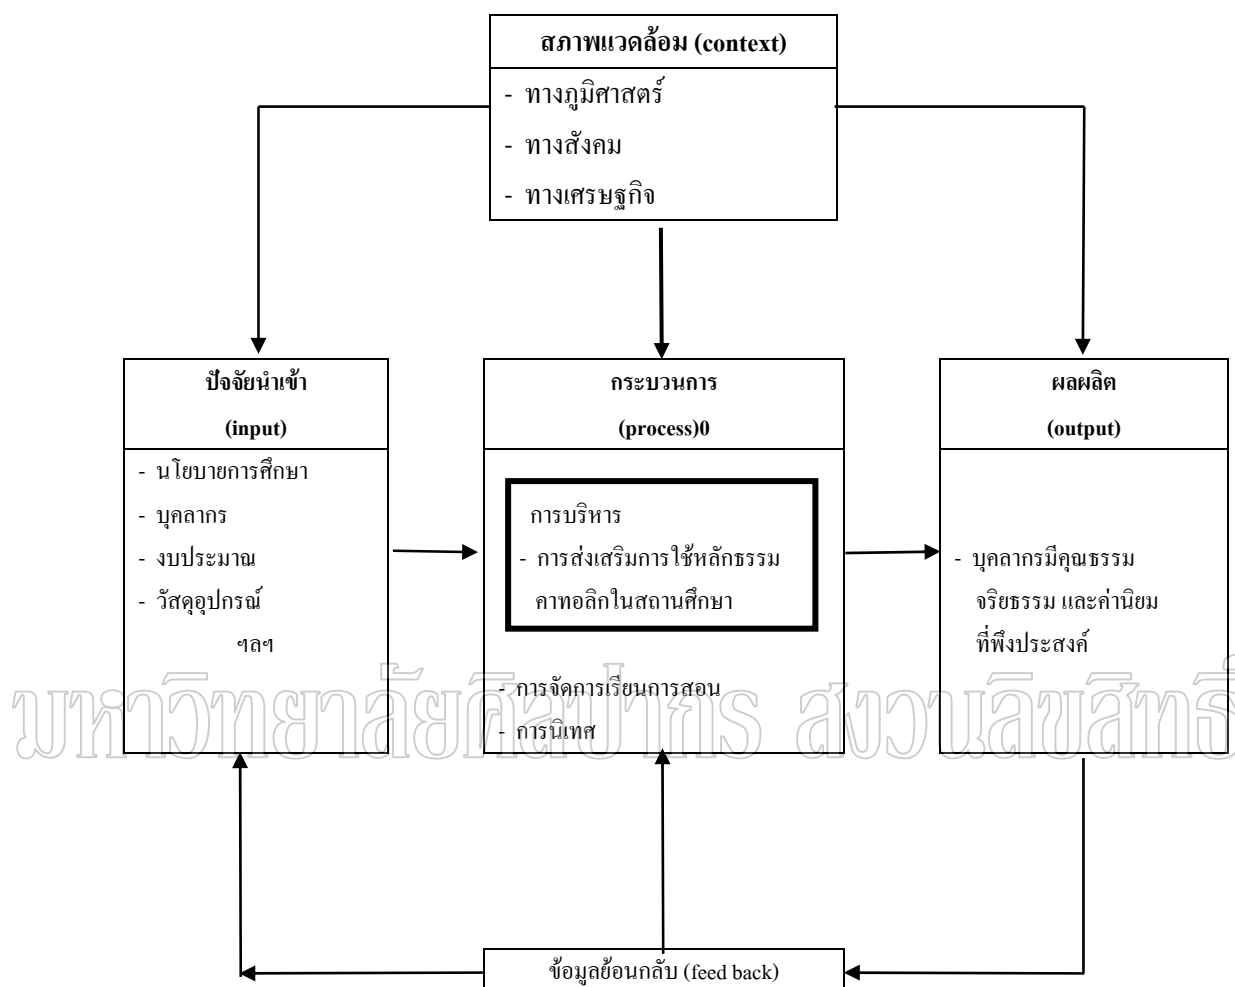 สภาพแวดล้อม (context)
- ทางภูมิศาสตร์
- ทางสังคม
- ทางเศรษฐกิจ
ปัจจัยนำเข้า
(input)
- นโยบายการศึกษา
- บุคลากร
- งบประมาณ
- วัสดุอุปกรณ์
ฯลฯ
กระบวนการ
(process)0
การบริหาร
- การส่งเสริมการใช้หลักธรรม
คาทอลิกในสถานศึกษา
- การจัดการเรียนการสอน
- การนิเทศ
ผลผลิต
(output)
- บุคลากรมีคุณธรรม
จริยธรรม และค่านิยม
ที่พึงประสงค์
มหาวิทยาลัยศิลปากร สงวนลิขสิทธิ์
ข้อมูลย้อนกลับ (feed back)